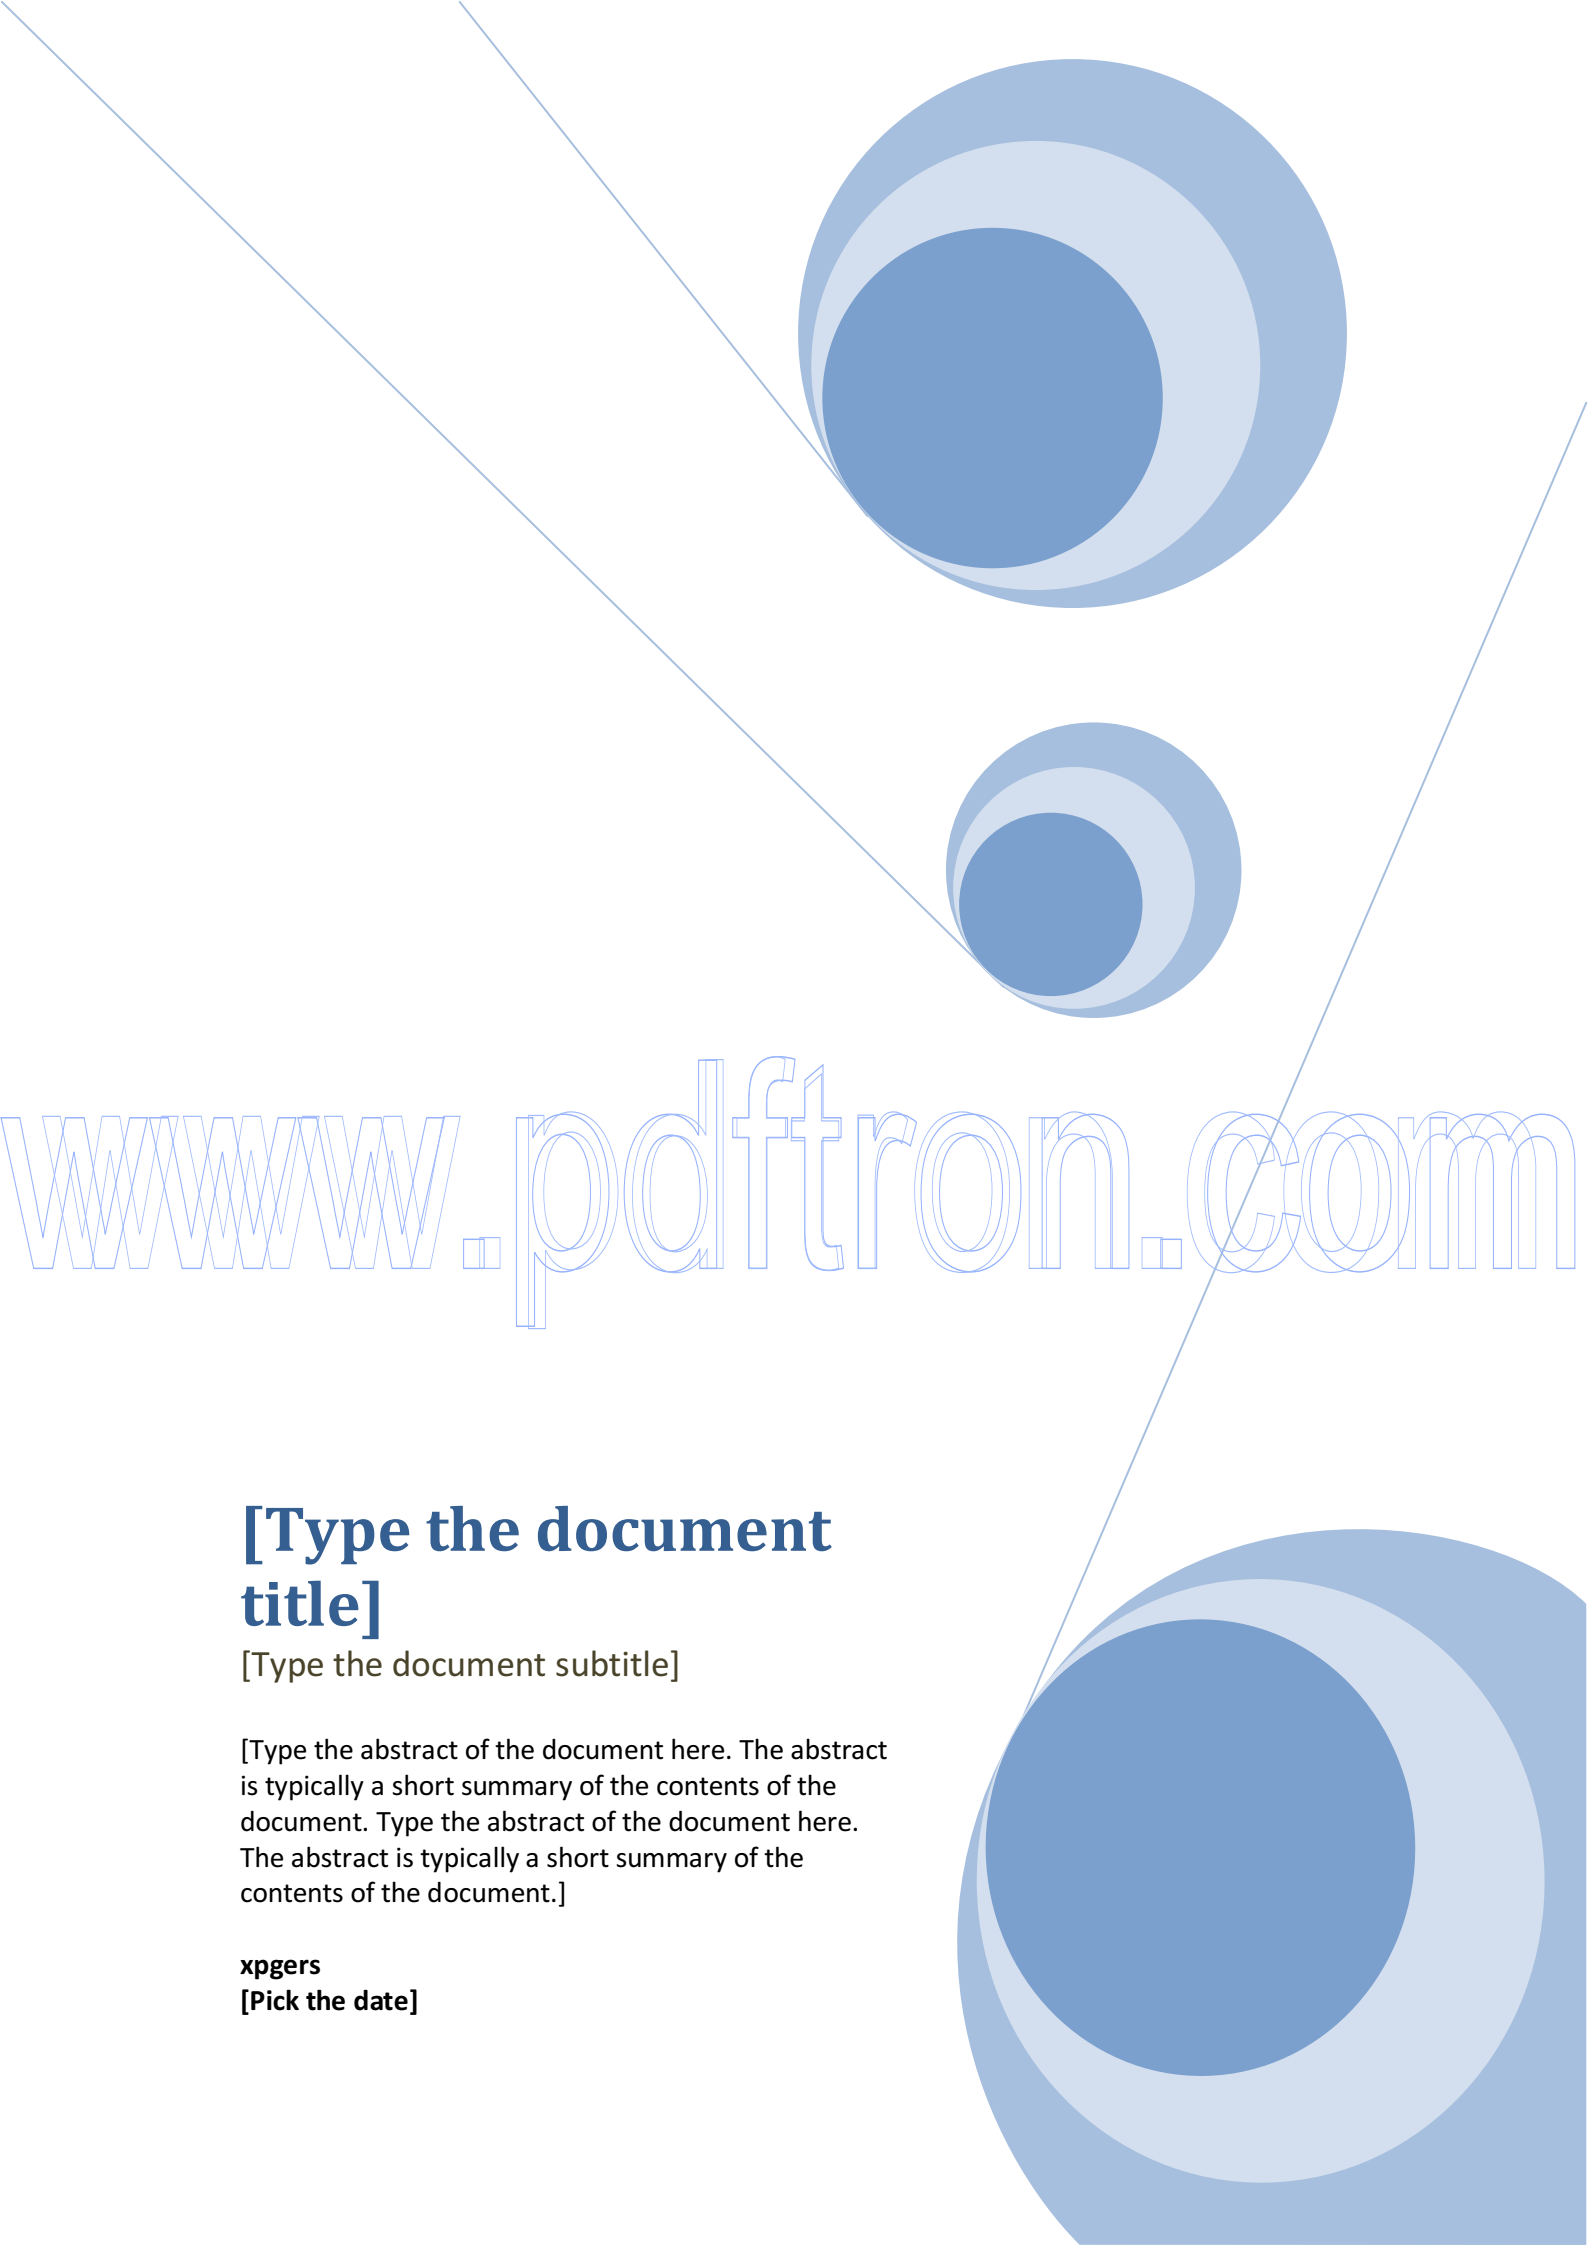 www.pdftron.com
[Type the document
title]
[Type the document subtitle]
[Type the abstract of the document here. The abstract
is typically a short summary of the contents of the
document. Type the abstract of the document here.
The abstract is typically a short summary of the
contents of the document.]
xpgers
[Pick the date]